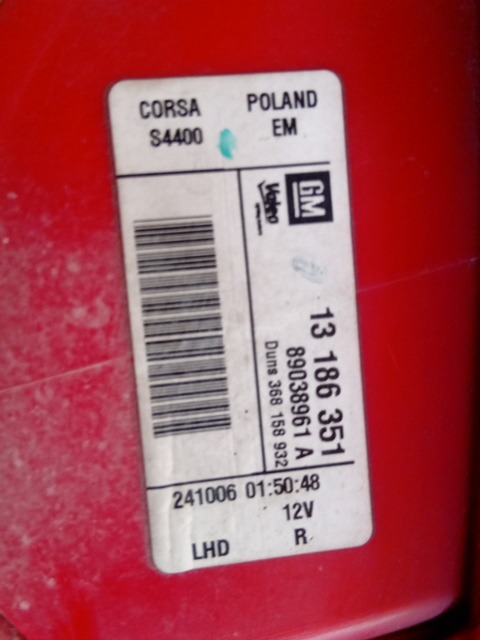 CORSA POLAND
S4400 EM
GM
Valeo
13 186 351
89038961 A
Duns 368 158 932
241006 01:50:48
12V
LHD R